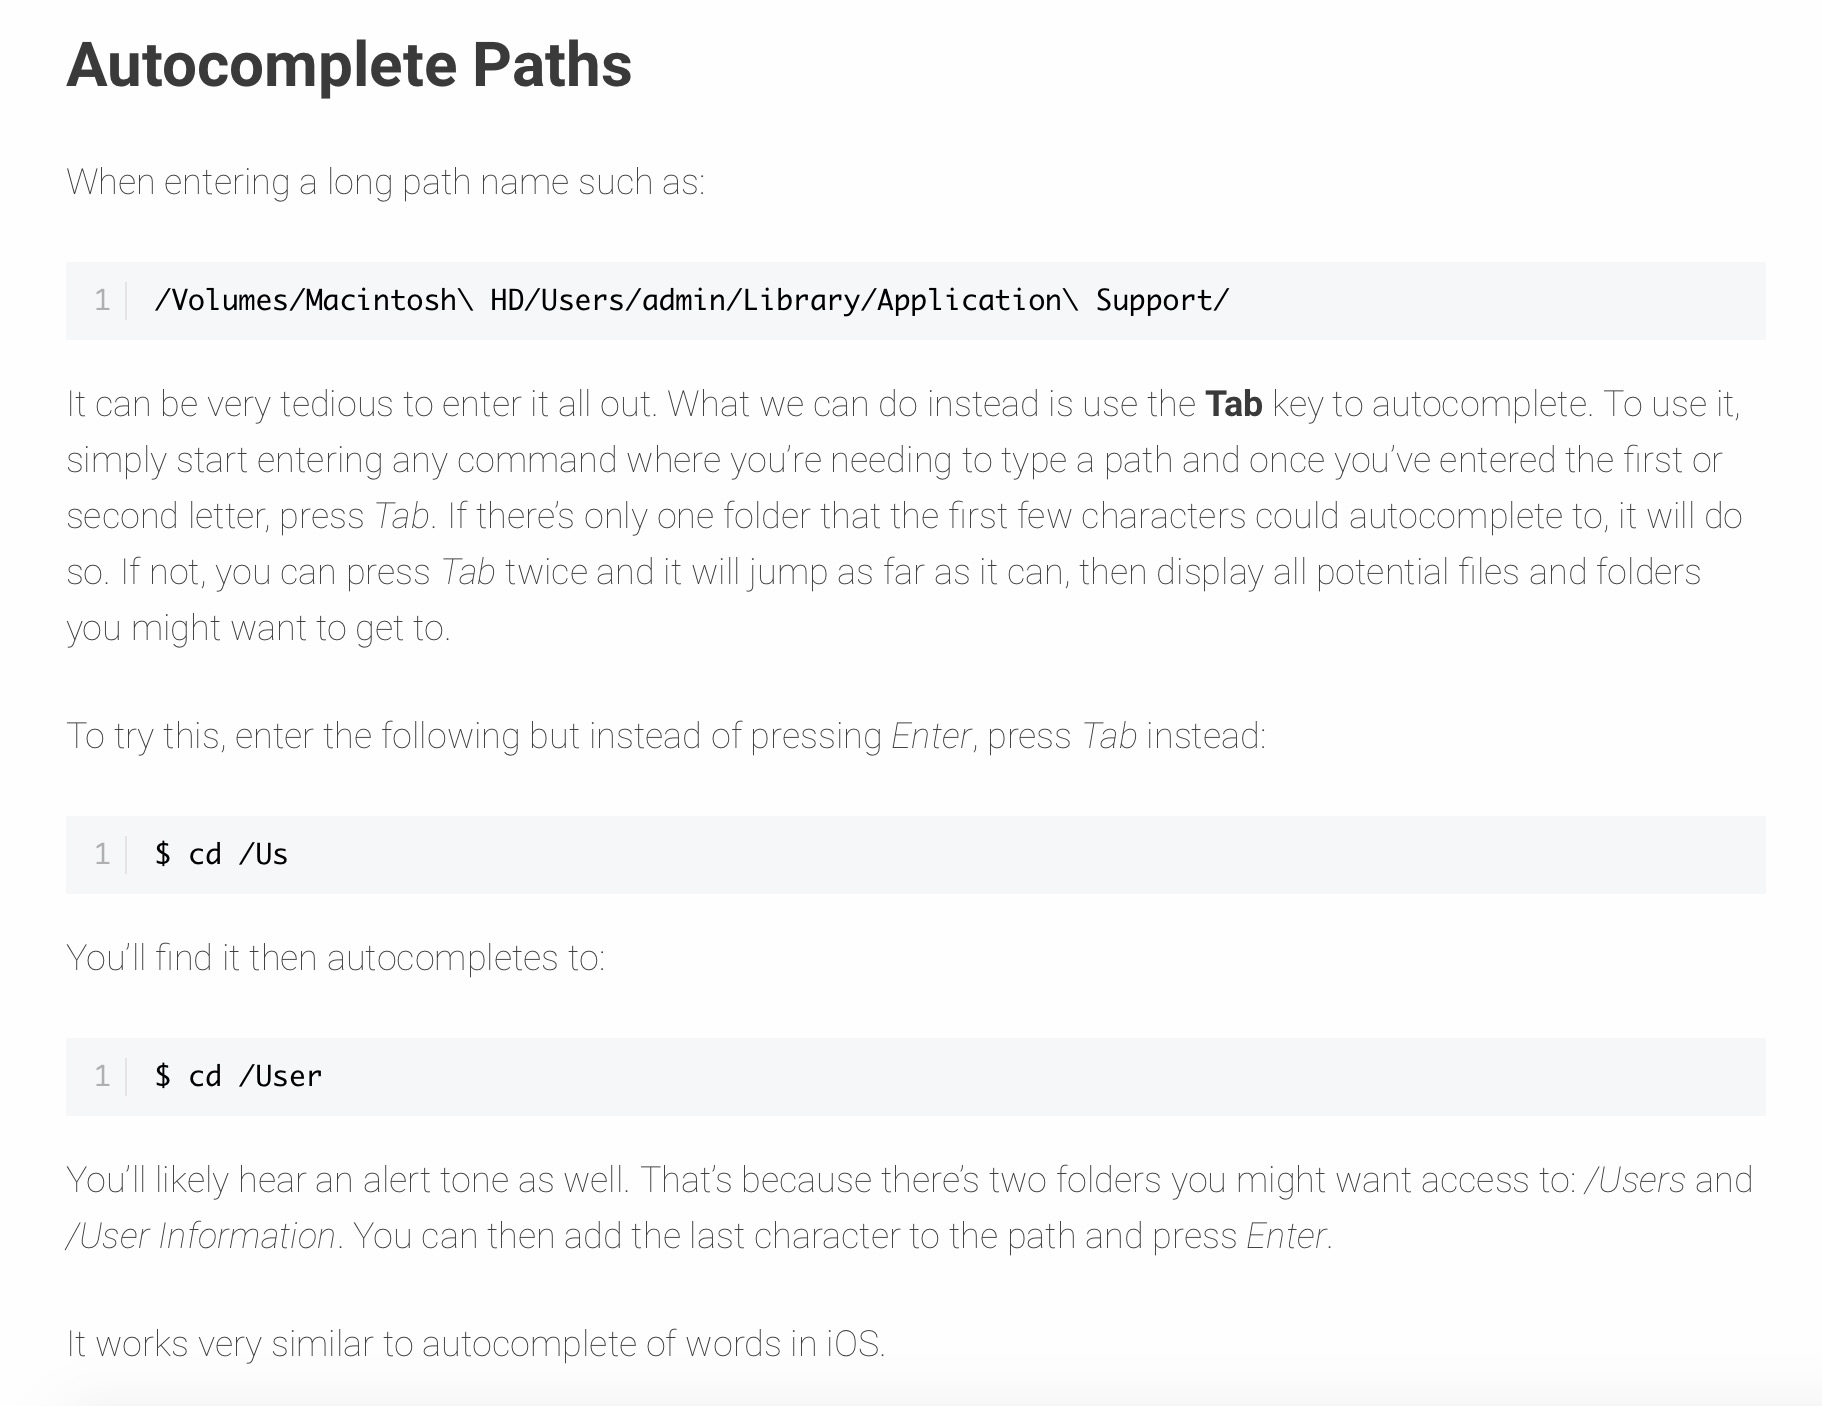 Autocomplete Paths
When entering a long path name such as:
1 /Volumes/Macintosh\ HD/Users/admin/Library/Application\ Support/
It can be very tedious to enter it all out. What we can do instead is use the Tab key to autocomplete. To use it,
simply start entering any command where you’re needing to type a path and once you’ve entered the first or
second letter, press Tab. If there’s only one folder that the first few characters could autocomplete to, it will do
so. If not, you can press Tab twice and it will jump as far as it can, then display all potential files and folders
you might want to get to.
To try this, enter the following but instead of pressing Enter, press Tab instead:
1 $ cd /Us
You’ll find it then autocompletes to:
1 $ cd /User
You’ll likely hear an alert tone as well. That’s because there’s two folders you might want access to: /Users and
/User Information. You can then add the last character to the path and press Enter.
It works very similar to autocomplete of words in iOS.